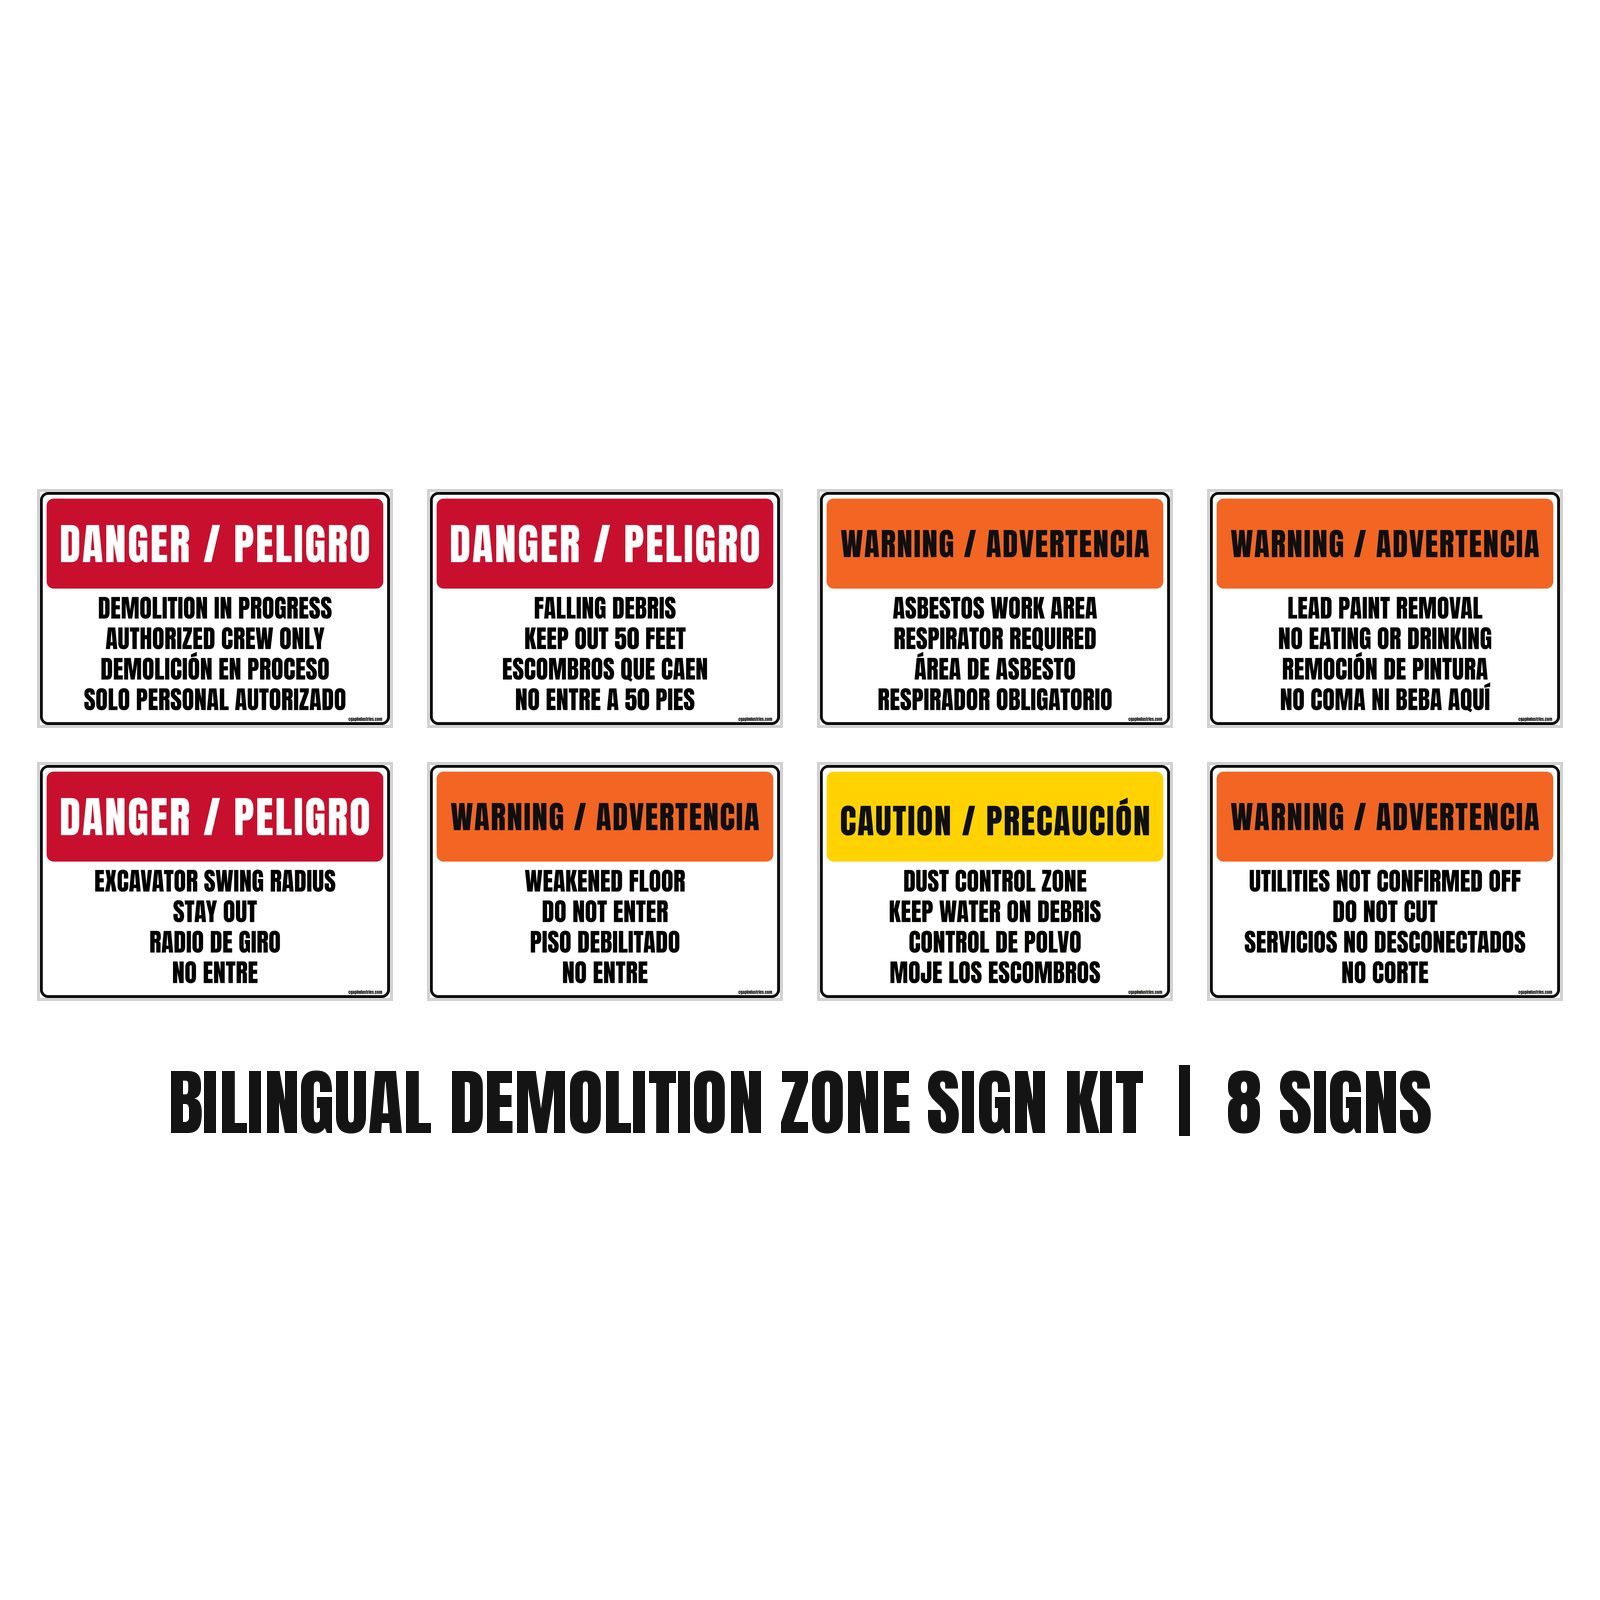 DANGER / PELIGRO
DEMOLITION IN PROGRESS
AUTHORIZED CREW ONLY
DEMOLICIÓN EN PROCESO
SOLO PERSONAL AUTORIZADO
cgaphindustries.com
DANGER / PELIGRO
FALLING DEBRIS
KEEP OUT 50 FEET
ESCOMBROS QUE CAEN
NO ENTRE A 50 PIES
WARNING / ADVERTENCIA
ASBESTOS WORK AREA
RESPIRATOR REQUIRED
ÁREA DE ASBESTO
RESPIRADOR OBLIGATORIO
WARNING / ADVERTENCIA
LEAD PAINT REMOVAL
NO EATING OR DRINKING
REMOCIÓN DE PINTURA
NO COMA NI BEBA AQUÍ
DANGER / PELIGRO
EXCAVATOR SWING RADIUS
STAY OUT
RADIO DE GIRO
NO ENTRE
WARNING / ADVERTENCIA
WEAKENED FLOOR
DO NOT ENTER
PISO DEBILITADO
NO ENTRE
CAUTION / PRECAUCIÓN
DUST CONTROL ZONE
KEEP WATER ON DEBRIS
CONTROL DE POLVO
MOJE LOS ESCOMBROS
WARNING / ADVERTENCIA
UTILITIES NOT CONFIRMED OFF
DO NOT CUT
SERVICIOS NO DESCONECTADOS
NO CORTE
BILINGUAL DEMOLITION ZONE SIGN KIT | 8 SIGNS